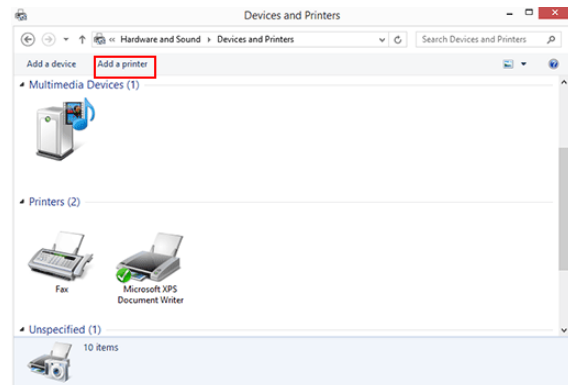 Devices and Printers
« Hardware and Sound ▸ Devices and Printers
Search Devices and Printers
Add a device
Add a printer
Multimedia Devices (1)
Printers (2)
Fax
Microsoft XPS
Document Writer
Unspecified (1)
10 items